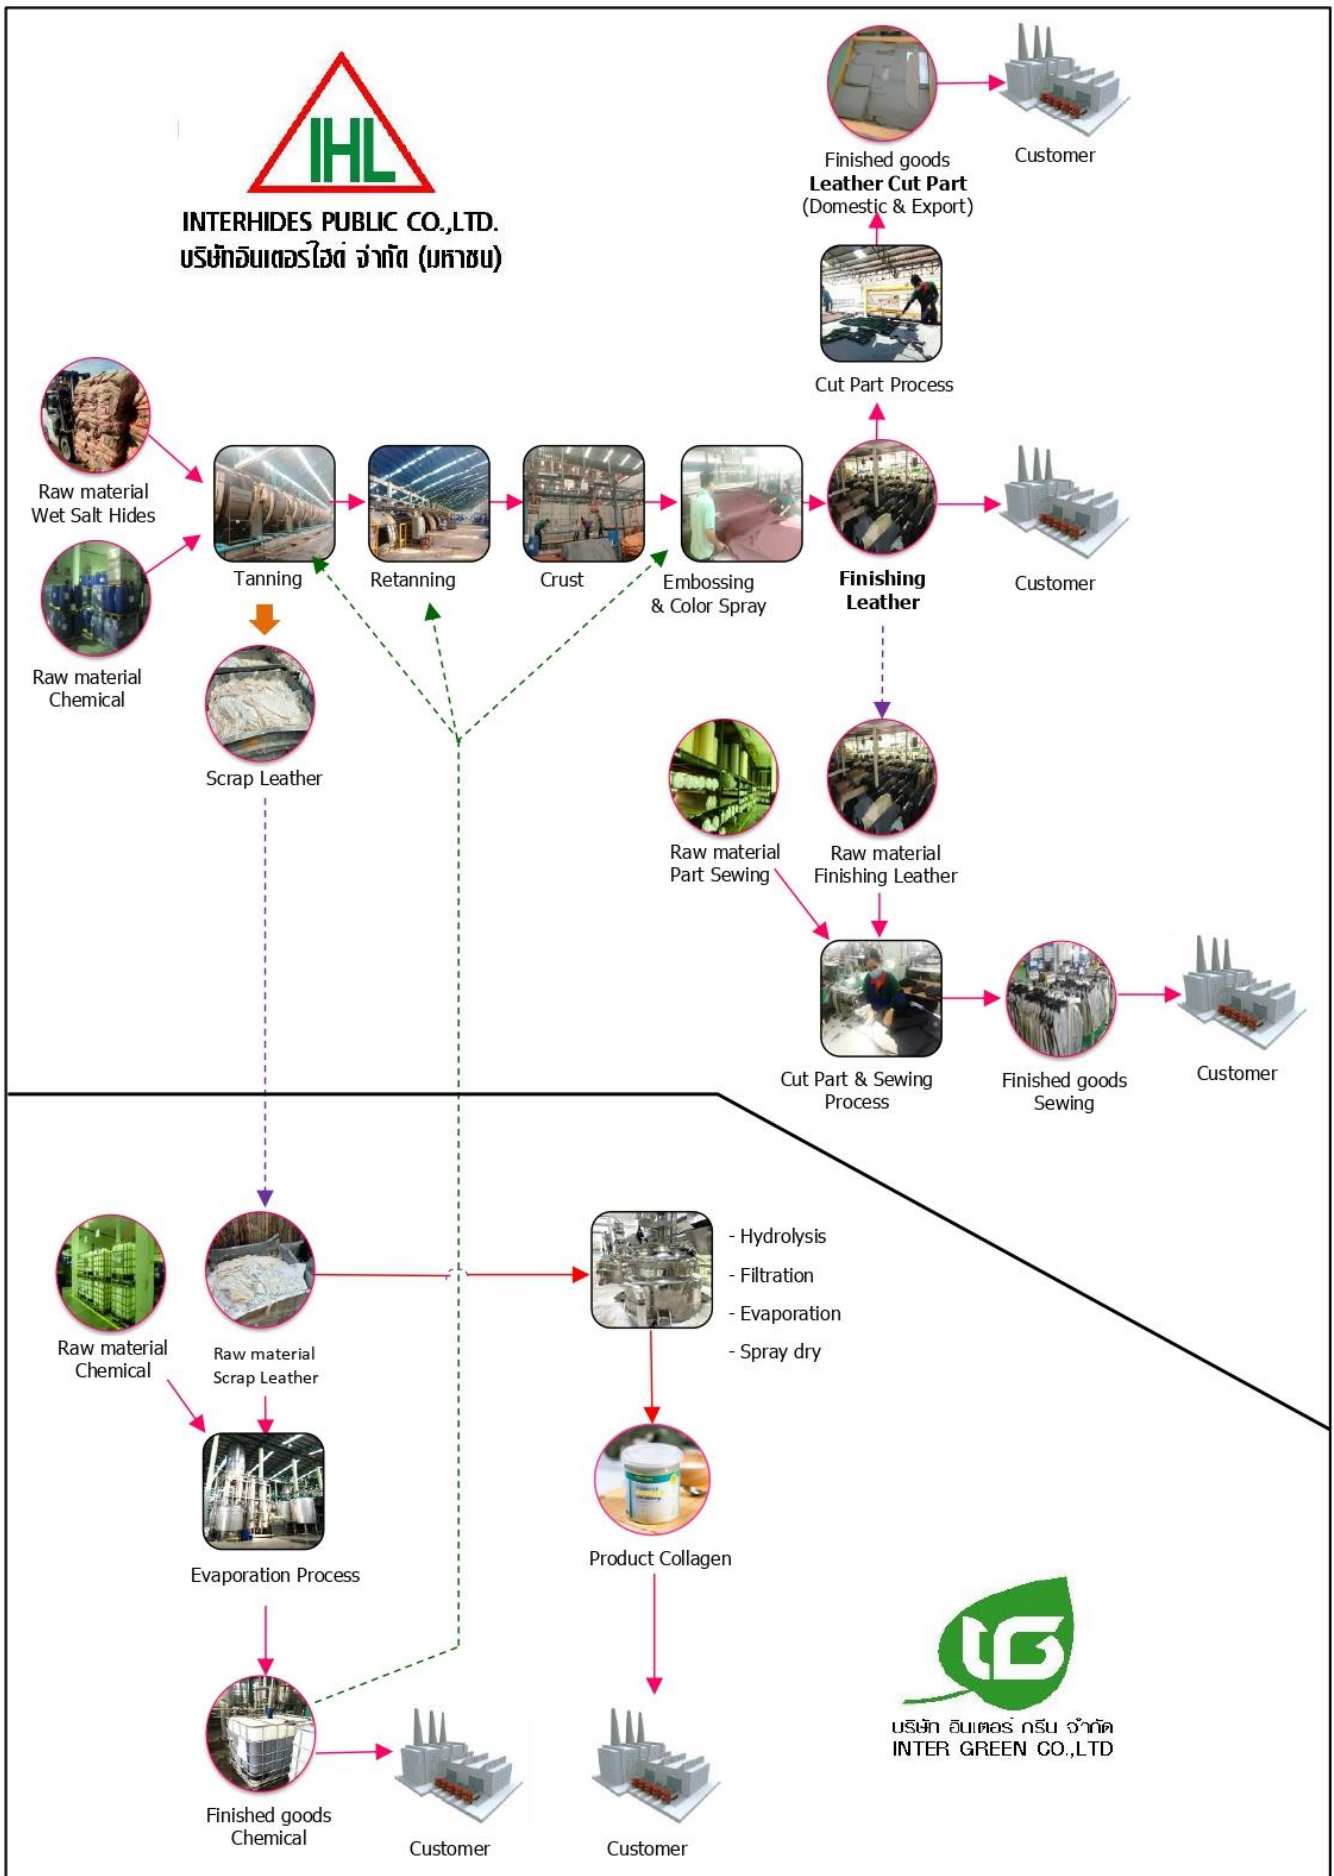 IHL
INTERHIDES PUBLIC CO.,LTD.
บริษัทอินเตอร์ไฮด์ จำกัด (มหาชน)
Finished goods
Leather Cut Part
(Domestic & Export)
Customer
Cut Part Process
Raw material
Wet Salt Hides
Raw material
Chemical
Tanning
Retanning
Crust
Embossing
& Color Spray
Finishing
Leather
Customer
Scrap Leather
Raw material
Part Sewing
Raw material
Finishing Leather
Cut Part & Sewing
Process
Finished goods
Sewing
Customer
Raw material
Chemical
Raw material
Scrap Leather
- Hydrolysis
- Filtration
- Evaporation
- Spray dry
Evaporation Process
Product Collagen
Finished goods
Chemical
Customer
Customer
IG
บริษัท อินเตอร์ กรีน จำกัด
INTER GREEN CO.,LTD